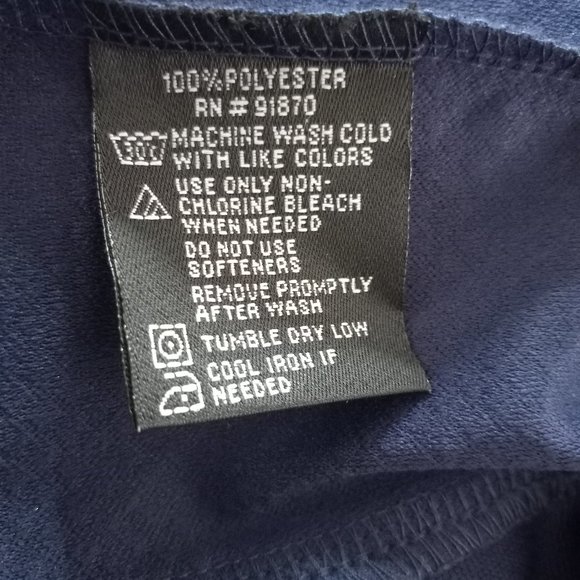 100% POLYESTER
RN # 91870
30c MACHINE WASH COLD
WITH LIKE COLORS
USE ONLY NON-
CHLORINE BLEACH
WHEN NEEDED
DO NOT USE
SOFTENERS
REMOVE PROMPTLY
AFTER WASH
TUMBLE DRY LOW
COOL IRON IF
NEEDED